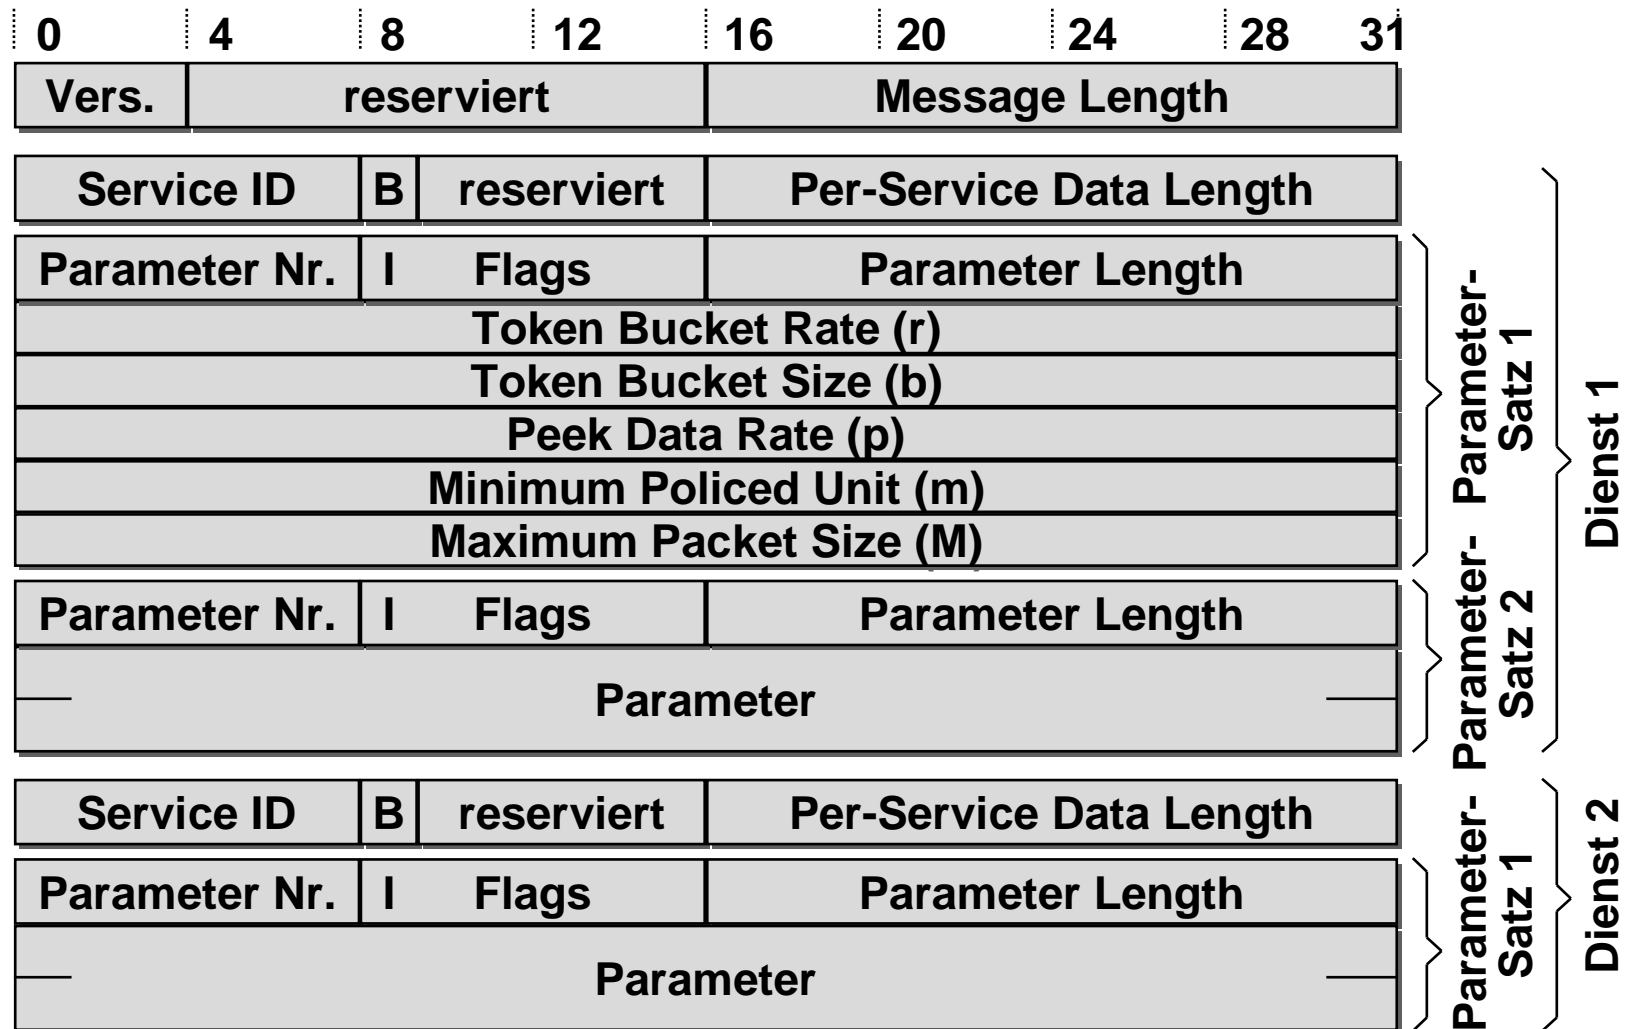 0 4 8 12 16 20 24 28 31
Vers. reserviert Message Length
Service ID B reserviert Per-Service Data Length
Parameter Nr. I Flags Parameter Length
Token Bucket Rate (r)
Token Bucket Size (b)
Peek Data Rate (p)
Minimum Policed Unit (m)
Maximum Packet Size (M)
Parameter-
Satz 1
Dienst 1
Parameter Nr. I Flags Parameter Length
Parameter
Parameter-
Satz 2
Service ID B reserviert Per-Service Data Length
Parameter Nr. I Flags Parameter Length
Parameter
Parameter-
Satz 1
Dienst 2